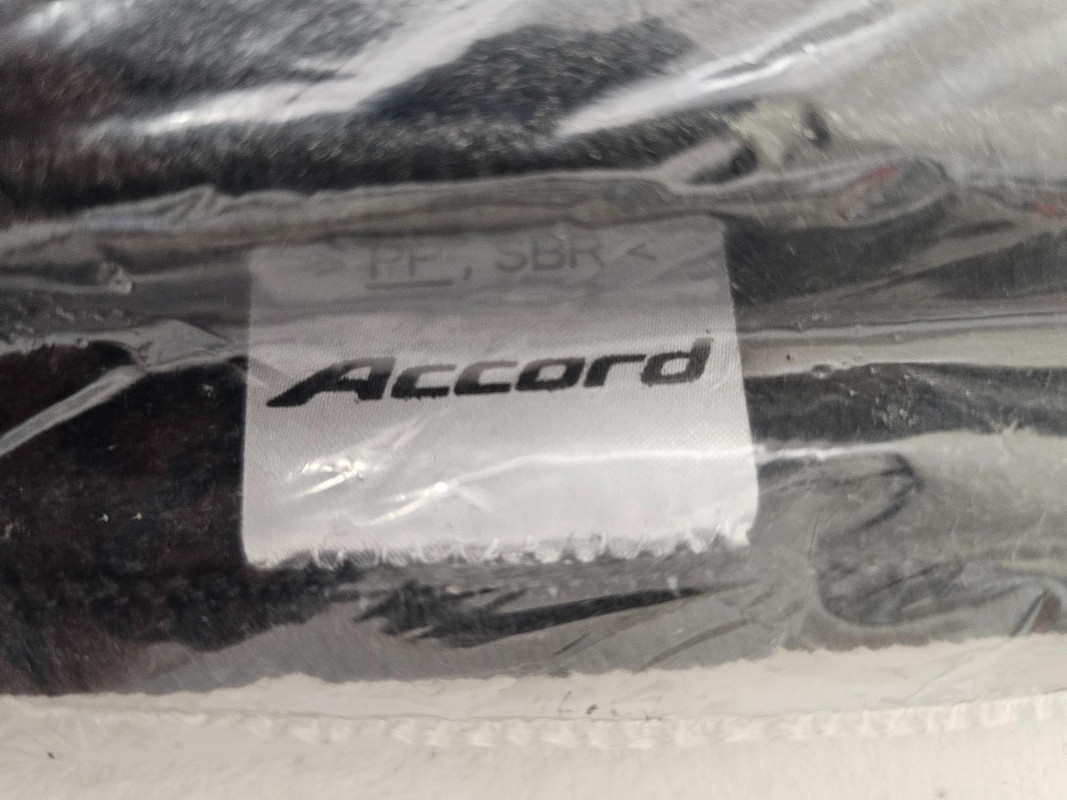 > PP, SBR <
Accord